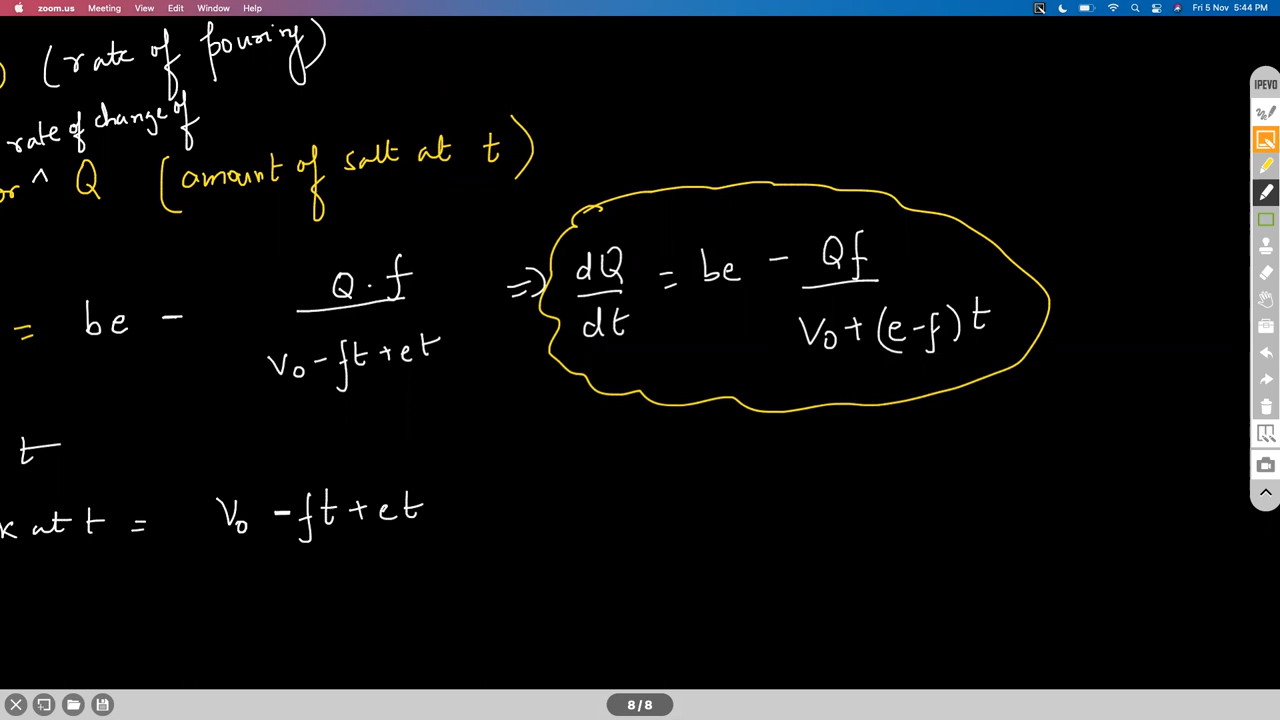 zoom.us Meeting View Edit Window Help Fri 5 Nov 5:44 PM
) (rate of pouring)
rate of change of
or ^ Q (amount of salt at t)
= be - Q·f / V₀-ft+et ⇒ dQ/dt = be - Qf / V₀+(e-f)t
t
k at t = V₀ -ft+et
IPEVO
8/8